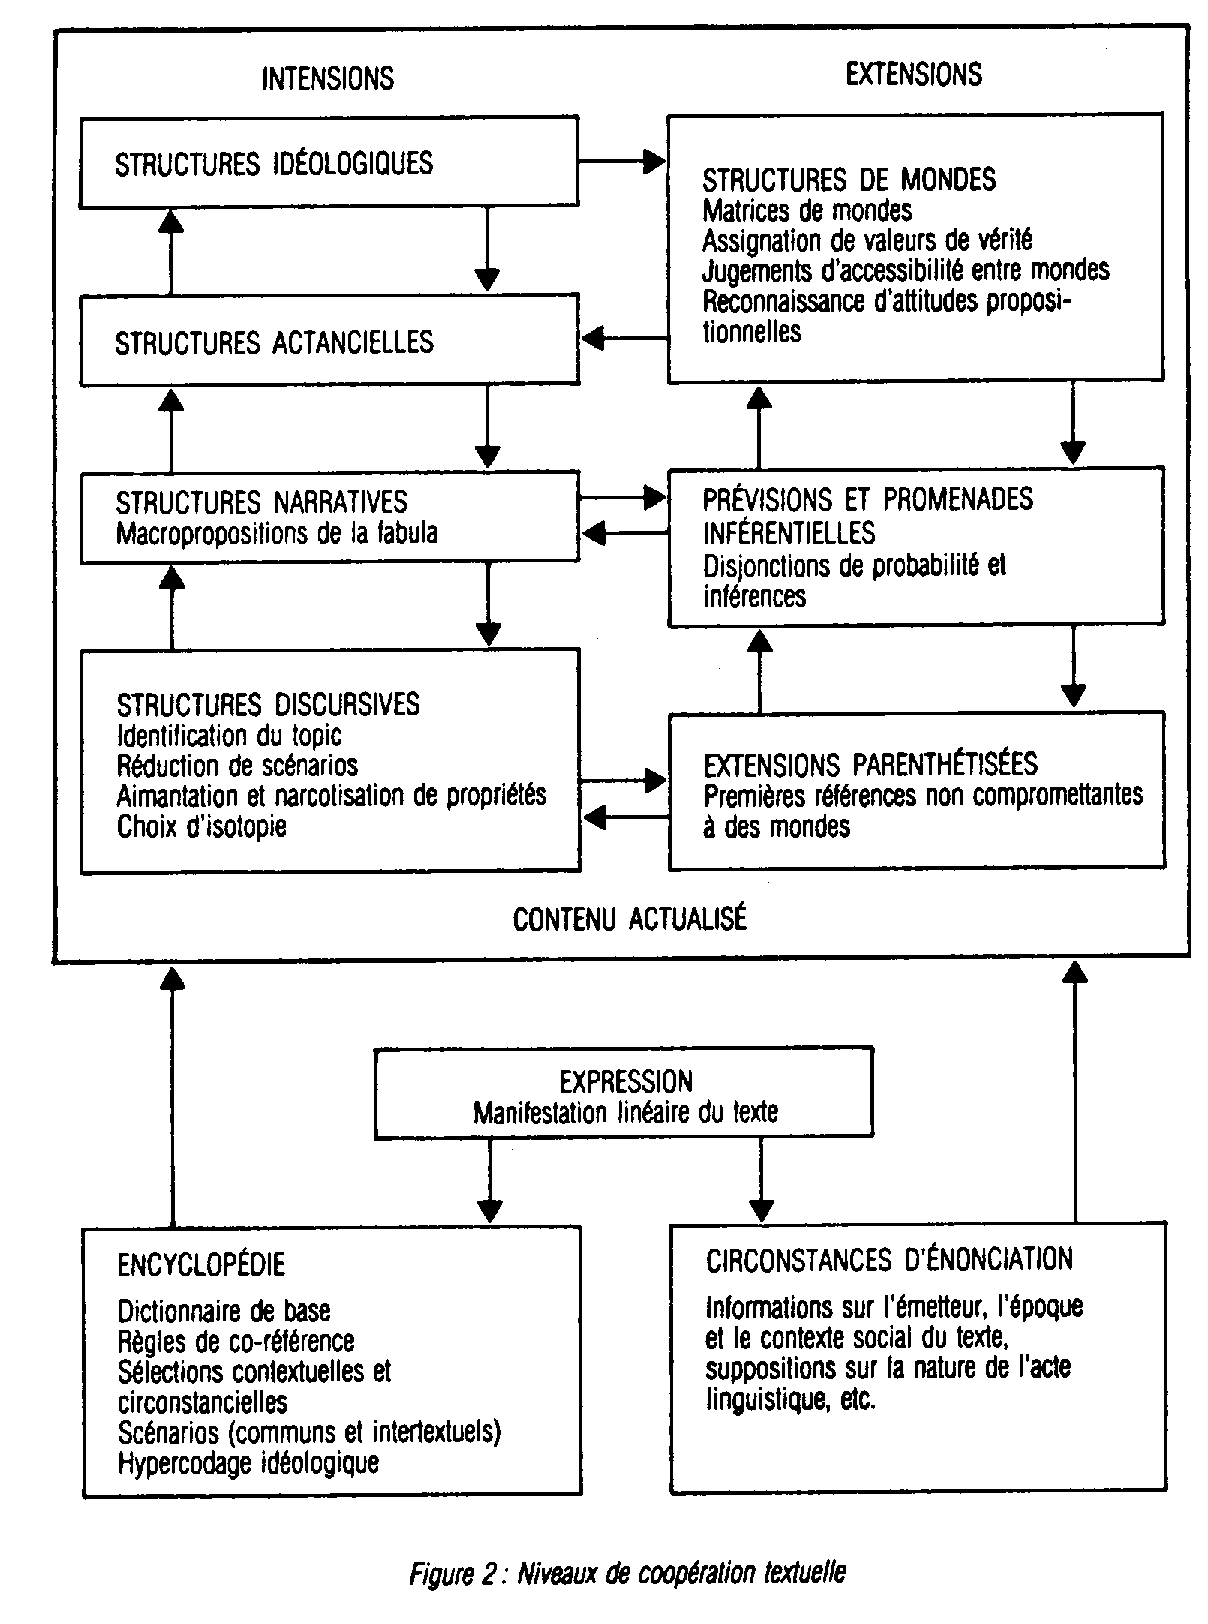 INTENSIONS
EXTENSIONS
STRUCTURES IDÉOLOGIQUES
STRUCTURES ACTANCIELLES
STRUCTURES NARRATIVES
Macropropositions de la fabula
STRUCTURES DISCURSIVES
Identification du topic
Réduction de scénarios
Aimantation et narcotisation de propriétés
Choix d'isotopie
STRUCTURES DE MONDES
Matrices de mondes
Assignation de valeurs de vérité
Jugements d'accessibilité entre mondes
Reconnaissance d'attitudes proposi-
tionnelles
PRÉVISIONS ET PROMENADES
INFÉRENTIELLES
Disjonctions de probabilité et
inférences
EXTENSIONS PARENTHÉTISÉES
Premières références non compromettantes
à des mondes
CONTENU ACTUALISÉ
EXPRESSION
Manifestation linéaire du texte
ENCYCLOPÉDIE
Dictionnaire de base
Règles de co-référence
Sélections contextuelles et
circonstancielles
Scénarios (communs et intertextuels)
Hypercodage idéologique
CIRCONSTANCES D'ÉNONCIATION
Informations sur l'émetteur, l'époque
et le contexte social du texte,
suppositions sur la nature de l'acte
linguistique, etc.
Figure 2 : Niveaux de coopération textuelle